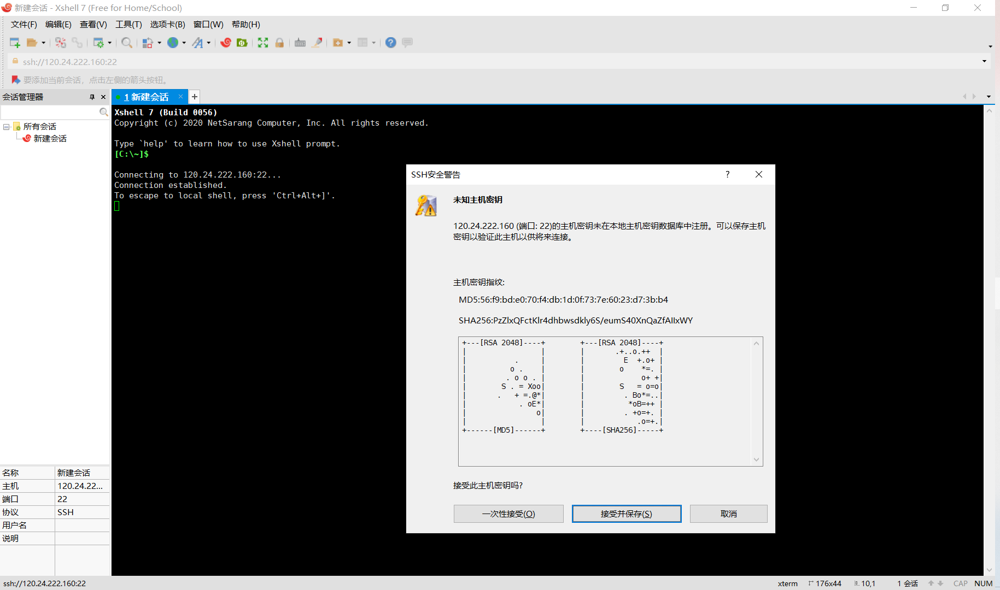 新建会话 - Xshell 7 (Free for Home/School)
文件(F) 编辑(E) 查看(V) 工具(T) 选项卡(B) 窗口(W) 帮助(H)
ssh://120.24.222.160:22
要添加当前会话，点击左侧的箭头按钮。
会话管理器
1 新建会话
所有会话
新建会话
Xshell 7 (Build 0056)
Copyright (c) 2020 NetSarang Computer, Inc. All rights reserved.
Type `help' to learn how to use Xshell prompt.
[C:\~]$
Connecting to 120.24.222.160:22...
Connection established.
To escape to local shell, press 'Ctrl+Alt+]'.
SSH安全警告
未知主机密钥
120.24.222.160 (端口: 22)的主机密钥未在本地主机密钥数据库中注册。可以保存主机
密钥以验证此主机以供将来连接。
主机密钥指纹:
MD5:56:f9:bd:e0:70:f4:db:1d:0f:73:7e:60:23:d7:3b:b4
SHA256:PzZlxQFctKlr4dhbwsdkly6S/eumS40XnQaZfAIIxWY
+---[RSA 2048]----+        +---[RSA 2048]----+
|                 |        |       .+..o.++  |
|           .     |        |         E  +.o+ |
|          o .    |        |        o    *=. |
|         . o o . |        |             o+ +|
|        S . = Xoo|        |        S   = o=o|
|       .   + =.@*|        |         . Bo*=..|
|            . oE*|        |          *oB=++ |
|                o|        |         . +o=+. |
|                 |        |            .o=+.|
+------[MD5]------+        +----[SHA256]-----+
接受此主机密钥吗?
一次性接受(O) 接受并保存(S) 取消
名称 新建会话
主机 120.24.22...
端口 22
协议 SSH
用户名
说明
ssh://120.24.222.160:22 xterm 176x44 10,1 1 会话 CAP NUM